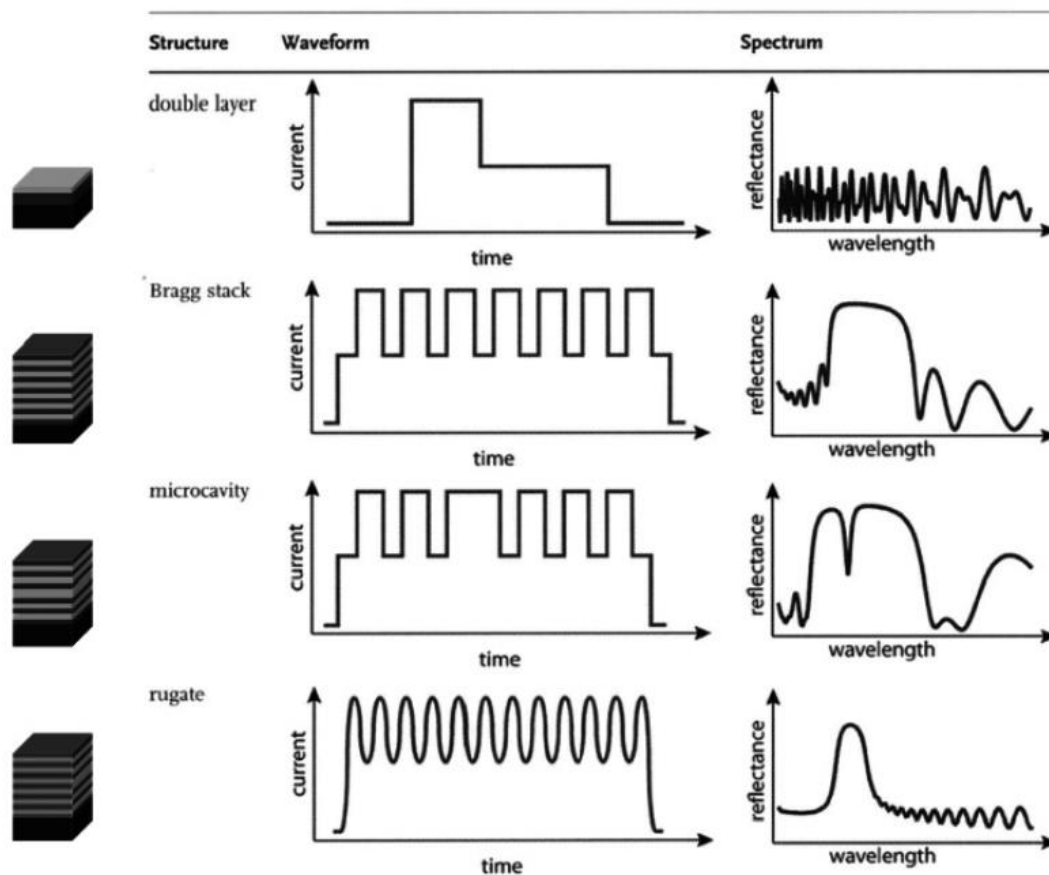 Structure Waveform Spectrum
double layer
current
time
reflectance
wavelength
Bragg stack
current
time
reflectance
wavelength
microcavity
current
time
reflectance
wavelength
rugate
current
time
reflectance
wavelength